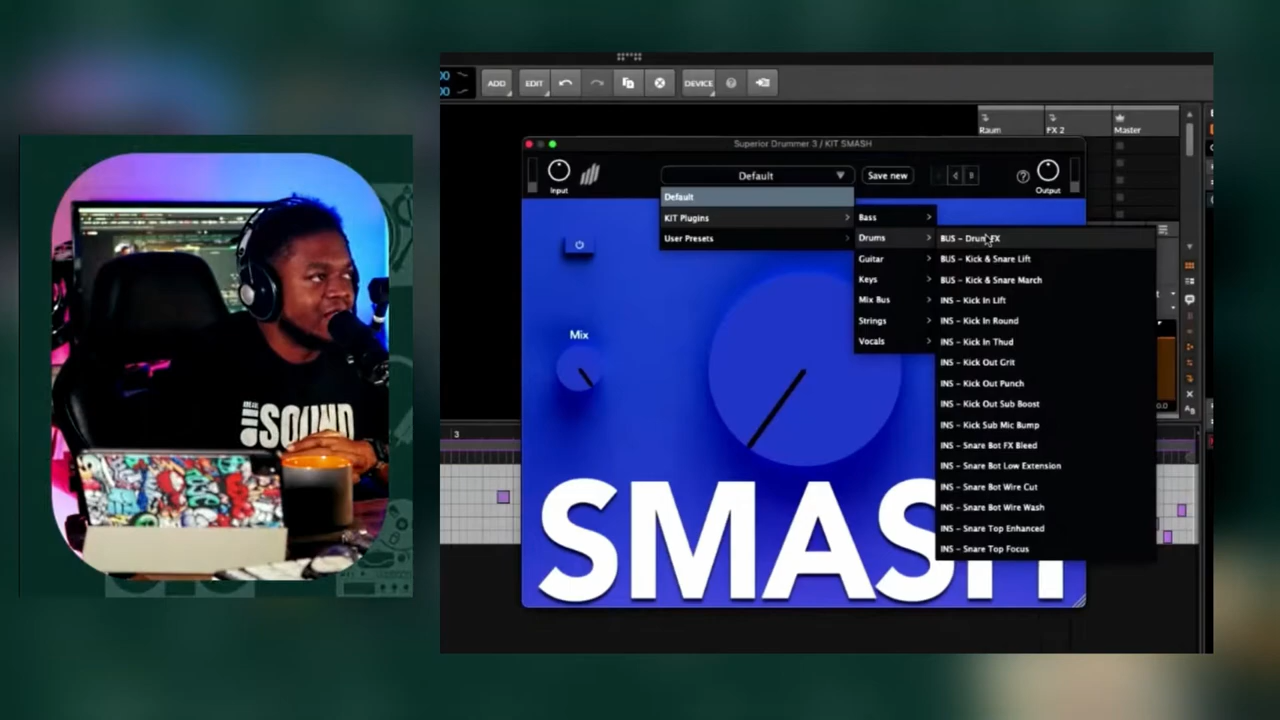 00
00
ADD
EDIT
DEVICE
Raum
FX 2
Master
Superior Drummer 3 / KIT SMASH
Input
Default
Save new
A
B
?
Output
Default
KIT Plugins
User Presets
Bass
Drums
Guitar
Keys
Mix Bus
Strings
Vocals
BUS – Drum FX
BUS – Kick & Snare Lift
BUS – Kick & Snare March
INS – Kick In Lift
INS – Kick In Round
INS – Kick In Thud
INS – Kick Out Grit
INS – Kick Out Punch
INS – Kick Out Sub Boost
INS – Kick Sub Mic Bump
INS – Snare Bot FX Bleed
INS – Snare Bot Low Extension
INS – Snare Bot Wire Cut
INS – Snare Bot Wire Wash
INS – Snare Top Enhanced
INS – Snare Top Focus
Mix
SMASH
3
SOUND